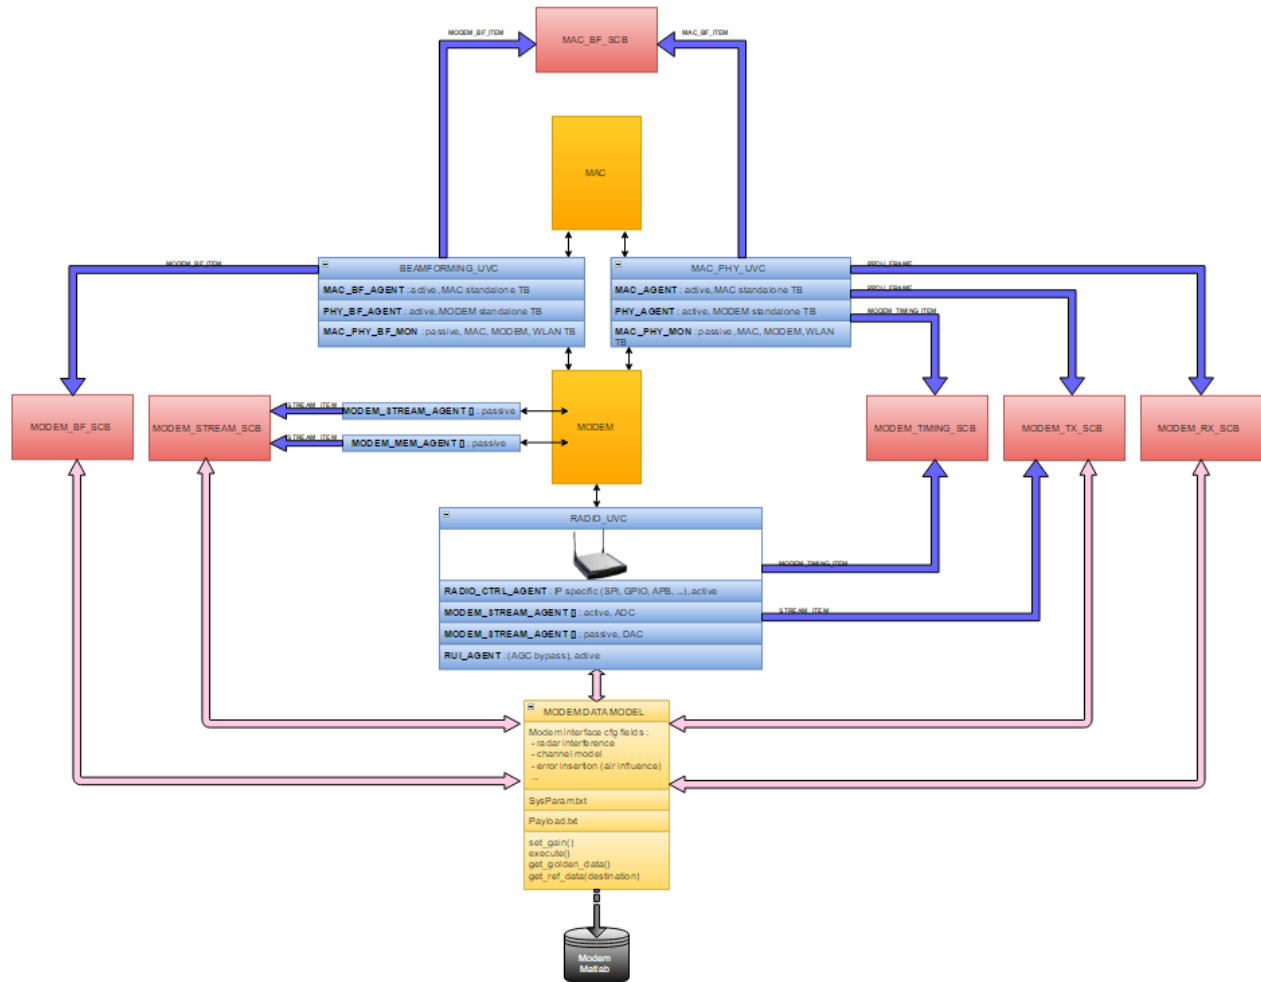 MODEM_BF_ITEM
MAC_BF_SCB
MAC_BF_ITEM
MAC
MODEM_BF_ITEM
BEAMFORMING_UVC
MAC_BF_AGENT : active, MAC standalone TB
PHY_BF_AGENT : active, MODEM standalone TB
MAC_PHY_BF_MON : passive, MAC, MODEM, WLAN TB
MAC_PHY_UVC
MAC_AGENT : active, MAC standalone TB
PHY_AGENT : active, MODEM standalone TB
MAC_PHY_MON : passive, MAC, MODEM, WLAN
TB
PPDU_FRAME
PPDU_FRAME
MODEM_TIMING_ITEM
MODEM_BF_SCB
MODEM_STREAM_SCB
STREAM_ITEM
MODEM_STREAM_AGENT [] : passive
STREAM_ITEM
MODEM_MEM_AGENT [] : passive
MODEM
MODEM_TIMING_SCB
MODEM_TX_SCB
MODEM_RX_SCB
RADIO_UVC
RADIO_CTRL_AGENT : IP specific (SPI, GPIO, APB, ...), active
MODEM_STREAM_AGENT [] : active, ADC
MODEM_STREAM_AGENT [] : passive, DAC
RUI_AGENT : (AGC bypass), active
MODEM_TIMING_ITEM
STREAM_ITEM
MODEM DATA MODEL
Modem interface cfg fields :
- radar interference
- channel model
- error insertion (air influence)
...
SysParam.txt
Payload.txt
set_gain()
execute()
get_golden_data()
get_ref_data(destination)
Modem
Matlab